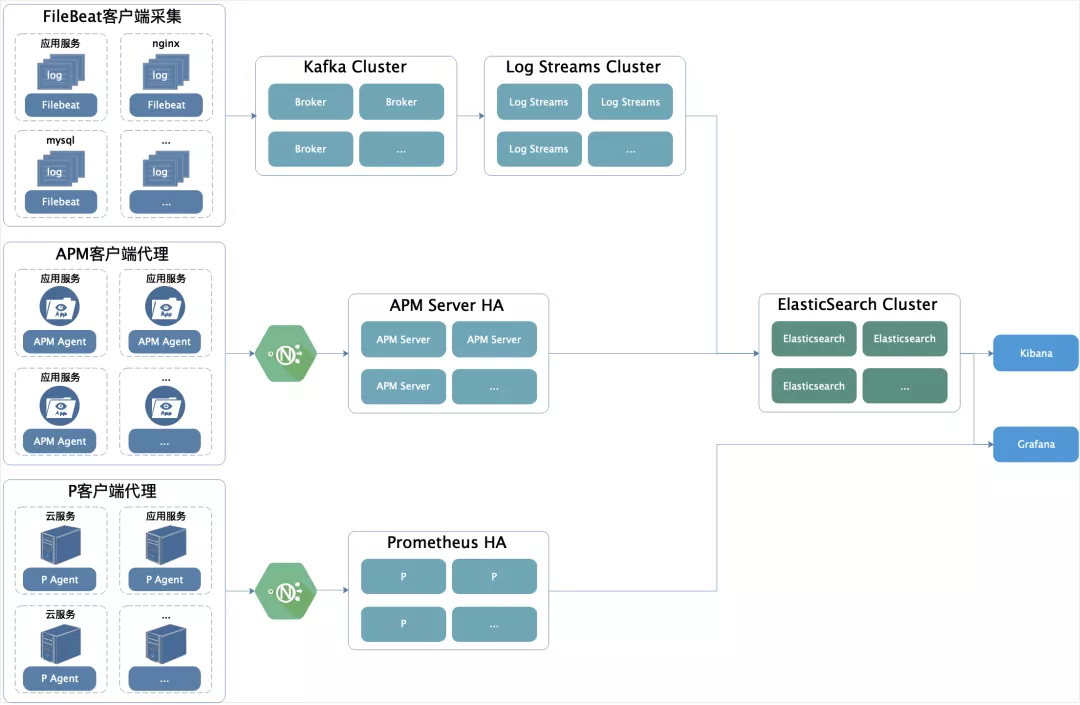 FileBeat客户端采集
应用服务
log
Filebeat
nginx
log
Filebeat
mysql
log
Filebeat
...
log
...
Kafka Cluster
Broker
Broker
Broker
...
Log Streams Cluster
Log Streams
Log Streams
Log Streams
...
APM客户端代理
应用服务
App
APM Agent
应用服务
App
APM Agent
应用服务
App
APM Agent
...
App
...
N
APM Server HA
APM Server
APM Server
APM Server
...
ElasticSearch Cluster
Elasticsearch
Elasticsearch
Elasticsearch
...
Kibana
Grafana
P客户端代理
云服务
P Agent
应用服务
P Agent
云服务
P Agent
...
...
N
Prometheus HA
P
P
P
...